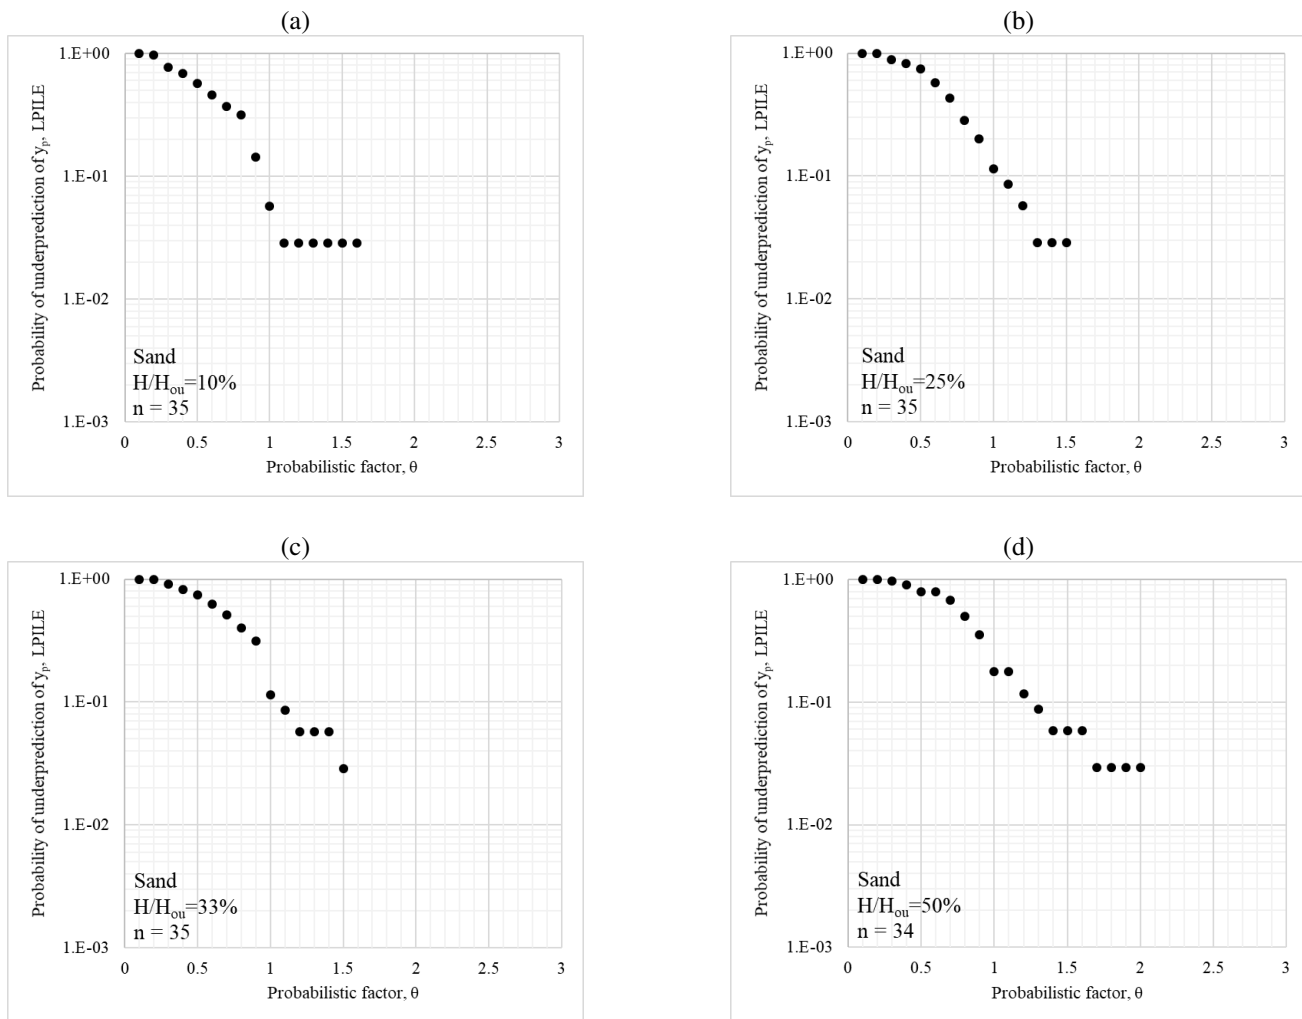 (a)
Probability of underprediction of yp, LPILE
1.E+00
1.E-01
1.E-02
1.E-03
Sand
H/Hou=10%
n = 35
0 0.5 1 1.5 2 2.5 3
Probabilistic factor, θ
(b)
Probability of underprediction of yp, LPILE
1.E+00
1.E-01
1.E-02
1.E-03
Sand
H/Hou=25%
n = 35
0 0.5 1 1.5 2 2.5 3
Probabilistic factor, θ
(c)
Probability of underprediction of yp, LPILE
1.E+00
1.E-01
1.E-02
1.E-03
Sand
H/Hou=33%
n = 35
0 0.5 1 1.5 2 2.5 3
Probabilistic factor, θ
(d)
Probability of underprediction of yp, LPILE
1.E+00
1.E-01
1.E-02
1.E-03
Sand
H/Hou=50%
n = 34
0 0.5 1 1.5 2 2.5 3
Probabilistic factor, θ